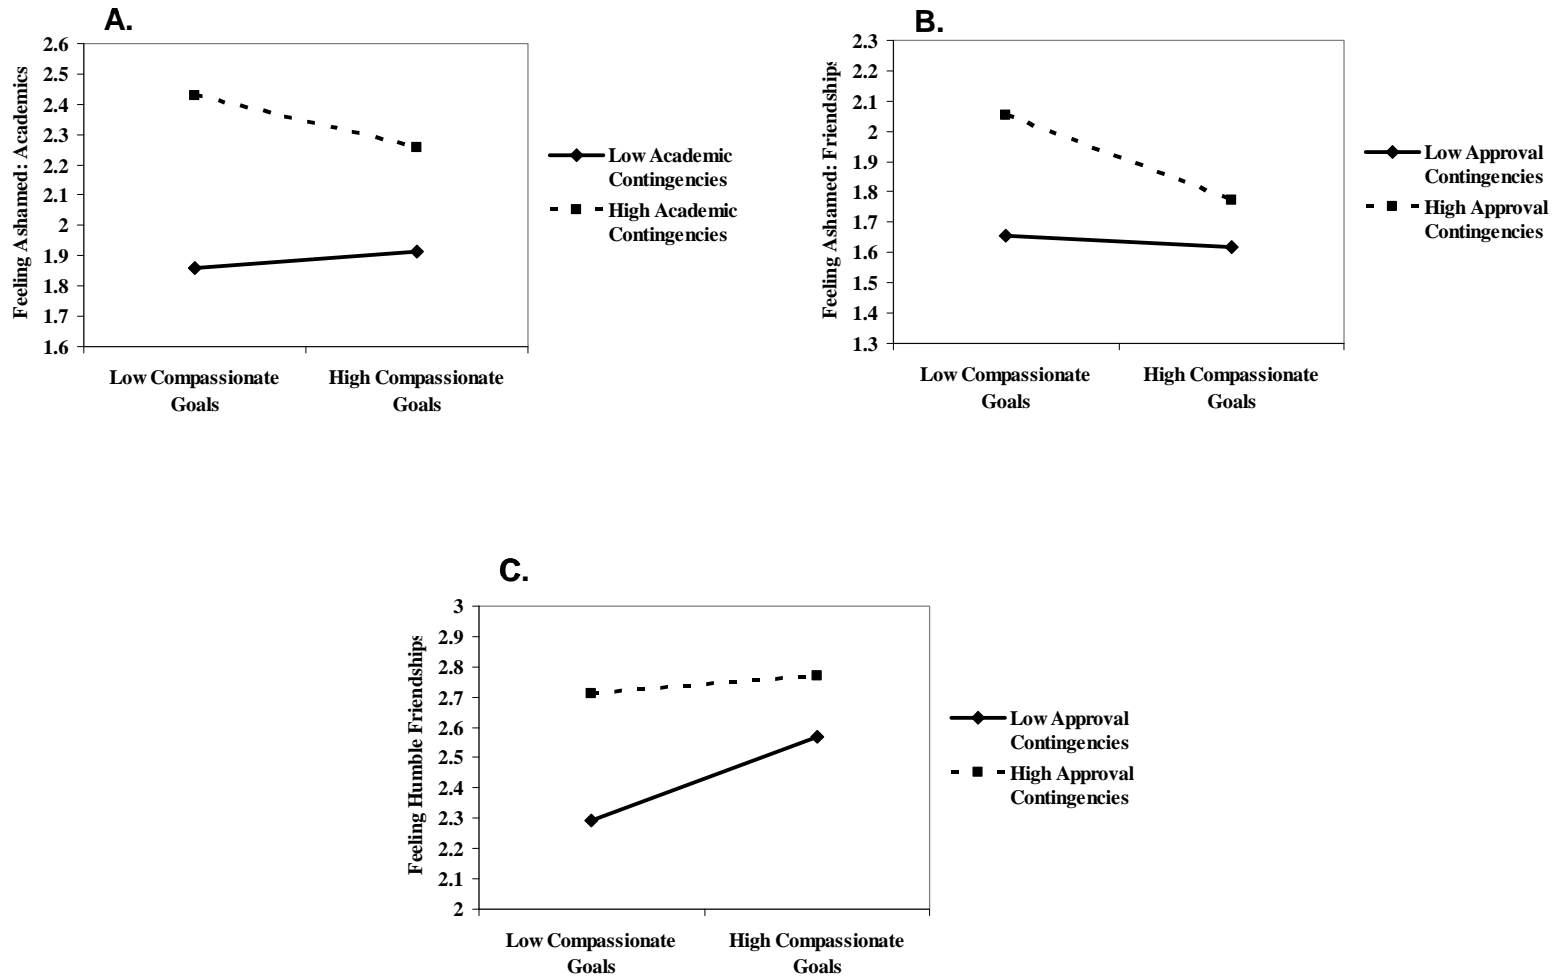 A.
2.6
2.5
2.4
2.3
2.2
2.1
2
1.9
1.8
1.7
1.6
Feeling Ashamed: Academics
Low Compassionate
Goals
High Compassionate
Goals
Low Academic
Contingencies
High Academic
Contingencies
B.
2.3
2.2
2.1
2
1.9
1.8
1.7
1.6
1.5
1.4
1.3
Feeling Ashamed: Friendships
Low Compassionate
Goals
High Compassionate
Goals
Low Approval
Contingencies
High Approval
Contingencies
C.
3
2.9
2.8
2.7
2.6
2.5
2.4
2.3
2.2
2.1
2
Feeling Humble Friendships
Low Compassionate
Goals
High Compassionate
Goals
Low Approval
Contingencies
High Approval
Contingencies